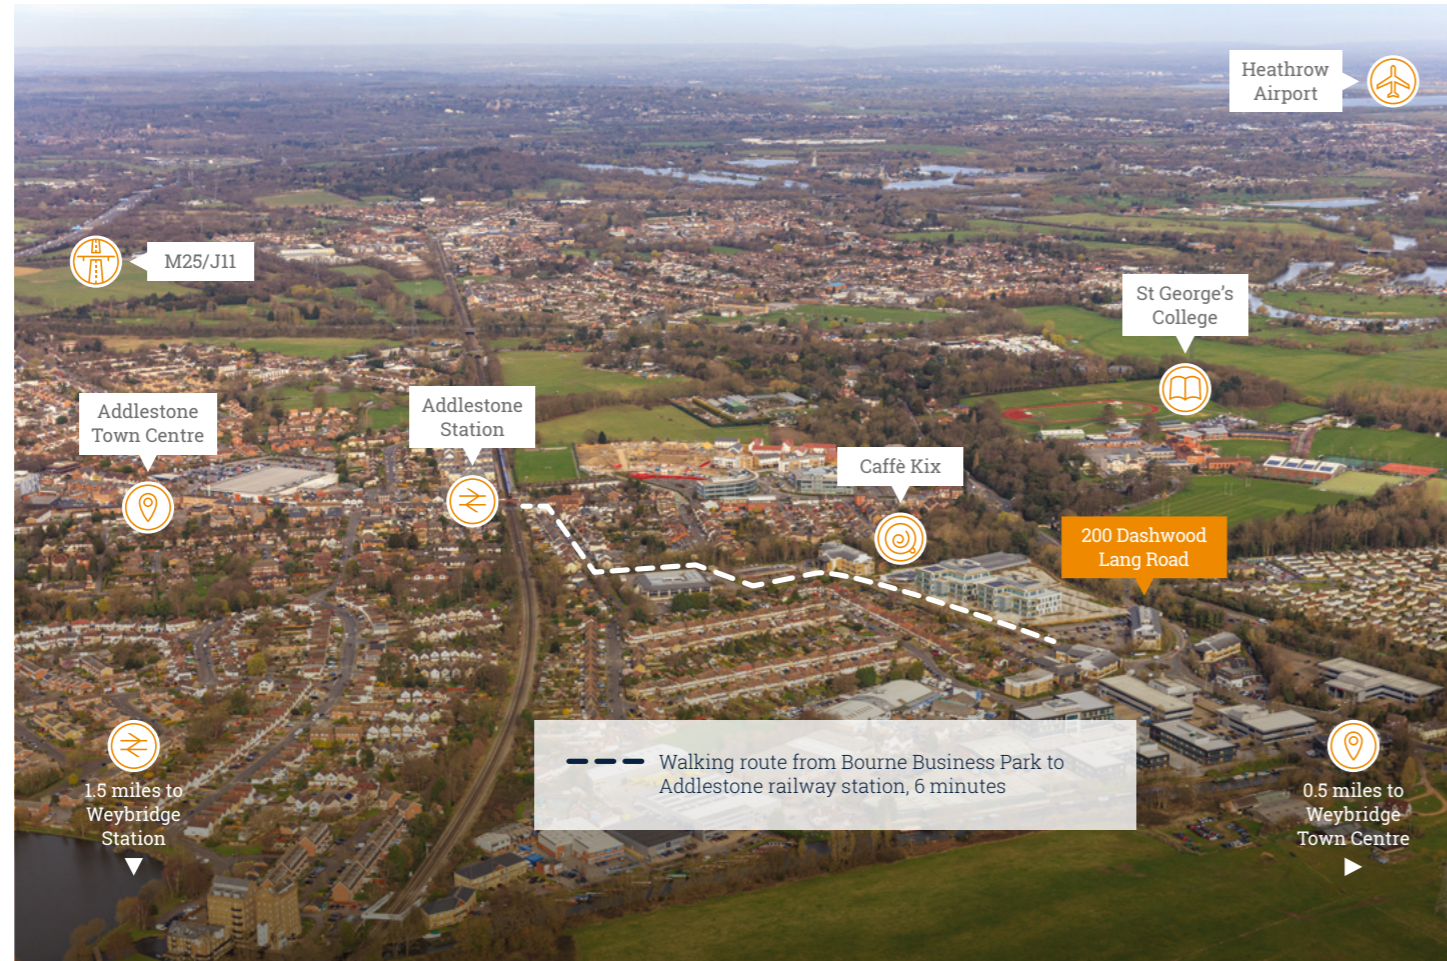 Heathrow
Airport
M25/J11
St George’s
College
Addlestone
Town Centre
Addlestone
Station
Caffè Kix
200 Dashwood
Lang Road
Walking route from Bourne Business Park to
Addlestone railway station, 6 minutes
1.5 miles to
Weybridge
Station
0.5 miles to
Weybridge
Town Centre